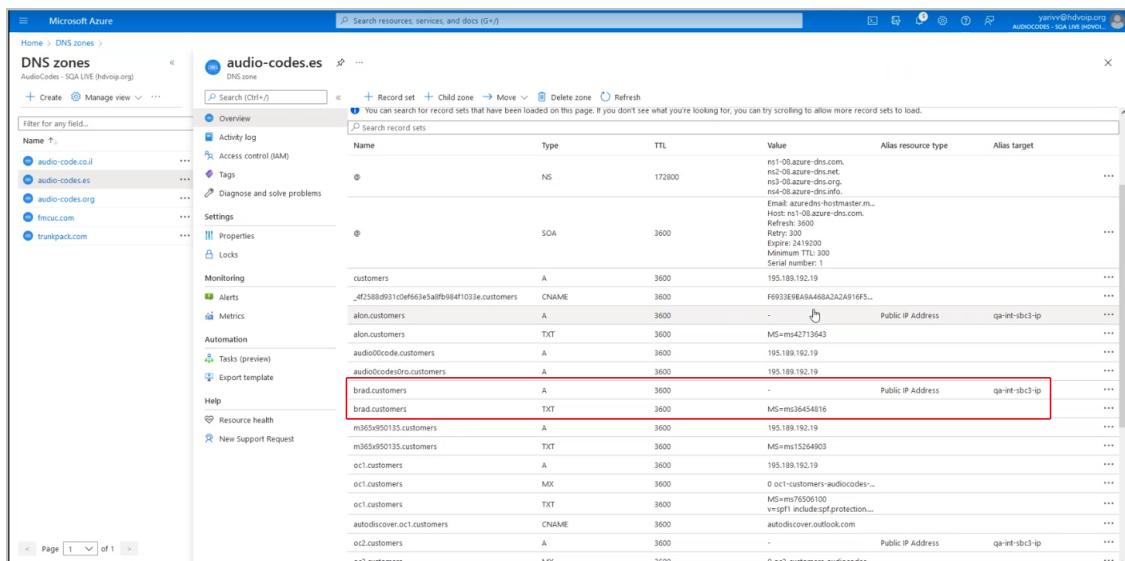 Microsoft Azure
Search resources, services, and docs (G+/)
yanvv@hdvoip.org
AUDIOCODES - SQA LIVE (HDVOI...
Home > DNS zones >
DNS zones
AudioCodes - SQA LIVE (hdvoip.org)
Create Manage view
Filter for any field...
Name
audio-code.co.il
audio-codes.es
audio-codes.org
fmcuc.com
trunkpack.com
Page 1 of 1
audio-codes.es
DNS zone
Search (Ctrl+/)
Overview
Activity log
Access control (IAM)
Tags
Diagnose and solve problems
Settings
Properties
Locks
Monitoring
Alerts
Metrics
Automation
Tasks (preview)
Export template
Help
Resource health
New Support Request
Record set Child zone Move Delete zone Refresh
You can search for record sets that have been loaded on this page. If you don't see what you're looking for, you can try scrolling to allow more record sets to load.
Search record sets
Name Type TTL Value Alias resource type Alias target
ns1-08.azure-dns.com.
ns2-08.azure-dns.net.
@ NS 172800
ns3-08.azure-dns.org.
ns4-08.azure-dns.info.
Email: azuredns-hostmaster.m...
Host: ns1-08.azure-dns.com.
Refresh: 3600
@ SOA 3600 Retry: 300
Expire: 2419200
Minimum TTL: 300
Serial number: 1
customers A 3600 195.189.192.19
_4f2588d931c0ef663e5a8fb984f1033e.customers CNAME 3600 F6933E9BA9A468A2A2A916F5...
alon.customers A 3600 - Public IP Address qa-int-sbc3-ip
alon.customers TXT 3600 MS=ms42713643
audio00code.customers A 3600 195.189.192.19
audio0codes0ro.customers A 3600 195.189.192.19
brad.customers A 3600 - Public IP Address qa-int-sbc3-ip
brad.customers TXT 3600 MS=ms36454816
m365x950135.customers A 3600 195.189.192.19
m365x950135.customers TXT 3600 MS=ms15264903
oc1.customers A 3600 195.189.192.19
oc1.customers MX 3600 0 oc1-customers-audiocodes-...
oc1.customers TXT 3600 MS=ms76506100
v=spf1 include:spf.protection....
autodiscover.oc1.customers CNAME 3600 autodiscover.outlook.com
oc2.customers A 3600 - Public IP Address qa-int-sbc3-ip